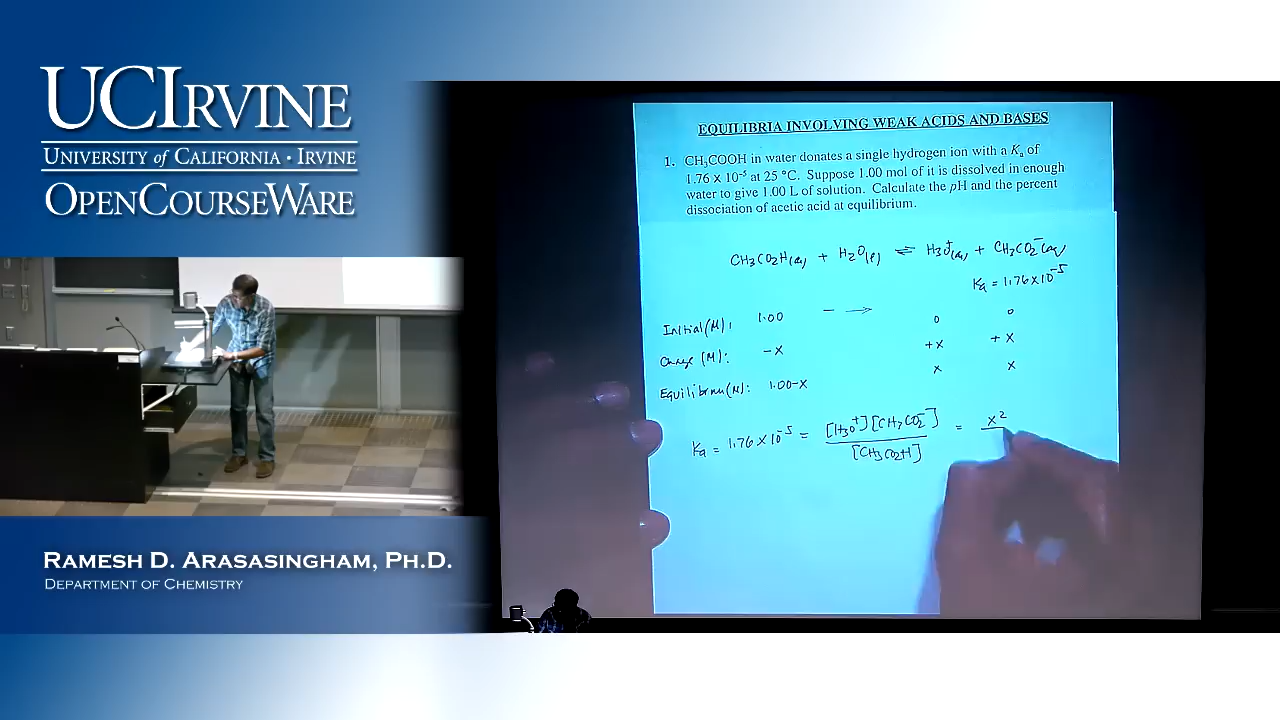 UCIRVINE
UNIVERSITY of CALIFORNIA · IRVINE
OPENCOURSEWARE
RAMESH D. ARASASINGHAM, PH.D.
DEPARTMENT OF CHEMISTRY
EQUILIBRIA INVOLVING WEAK ACIDS AND BASES
1. CH₃COOH in water donates a single hydrogen ion with a Kₐ of
1.76 X 10⁻⁵ at 25 °C. Suppose 1.00 mol of it is dissolved in enough
water to give 1.00 L of solution. Calculate the pH and the percent
dissociation of acetic acid at equilibrium.
CH₃CO₂H(aq) + H₂O(l) ⇌ H₃O⁺(aq) + CH₃CO₂⁻(aq)
Kₐ = 1.76 x 10⁻⁵
Initial (M): 1.00 — → 0 0
Change (M): -x +x +x
Equilibrium (M): 1.00-x x x
Kₐ = 1.76 x 10⁻⁵ = [H₃O⁺][CH₃CO₂⁻] = x²
[CH₃CO₂H]